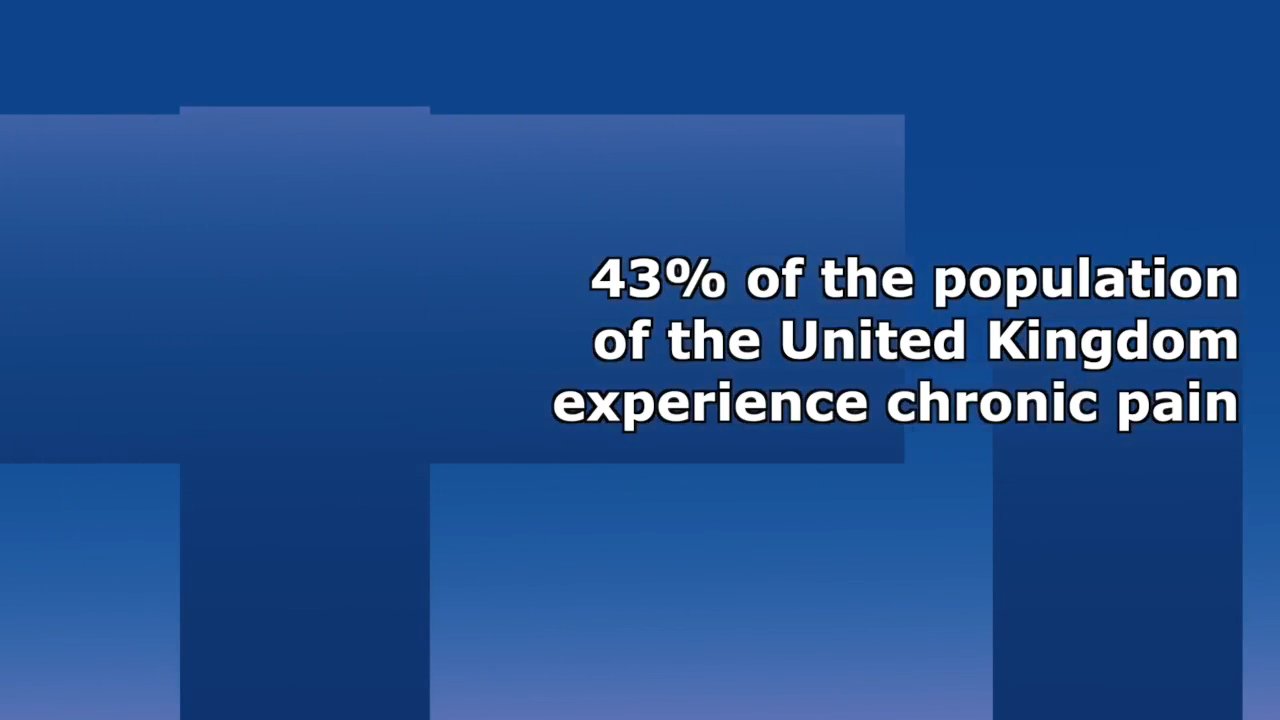 43% of the population
of the United Kingdom
experience chronic pain